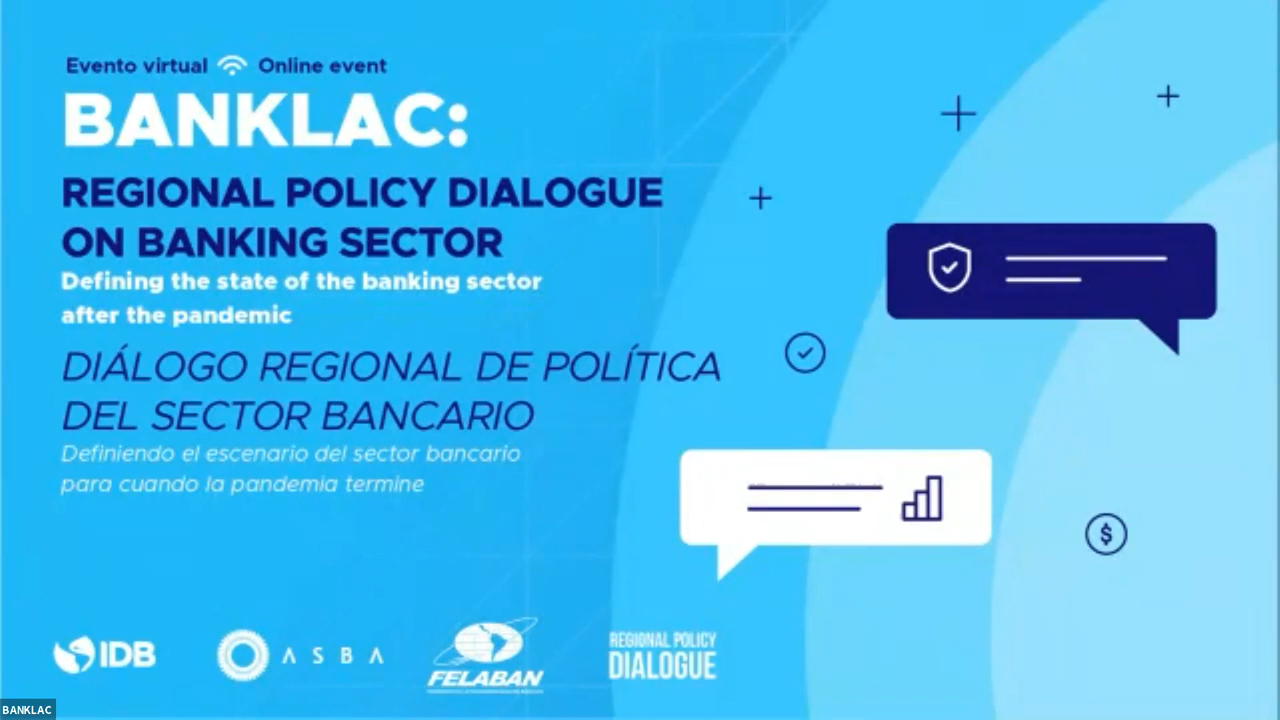 Evento virtual Online event
BANKLAC:
REGIONAL POLICY DIALOGUE
ON BANKING SECTOR
Defining the state of the banking sector
after the pandemic
DIÁLOGO REGIONAL DE POLÍTICA
DEL SECTOR BANCARIO
Definiendo el escenario del sector bancario
para cuando la pandemia termine
$
IDB
ASBA
FELABAN
REGIONAL POLICY
DIALOGUE
BANKLAC